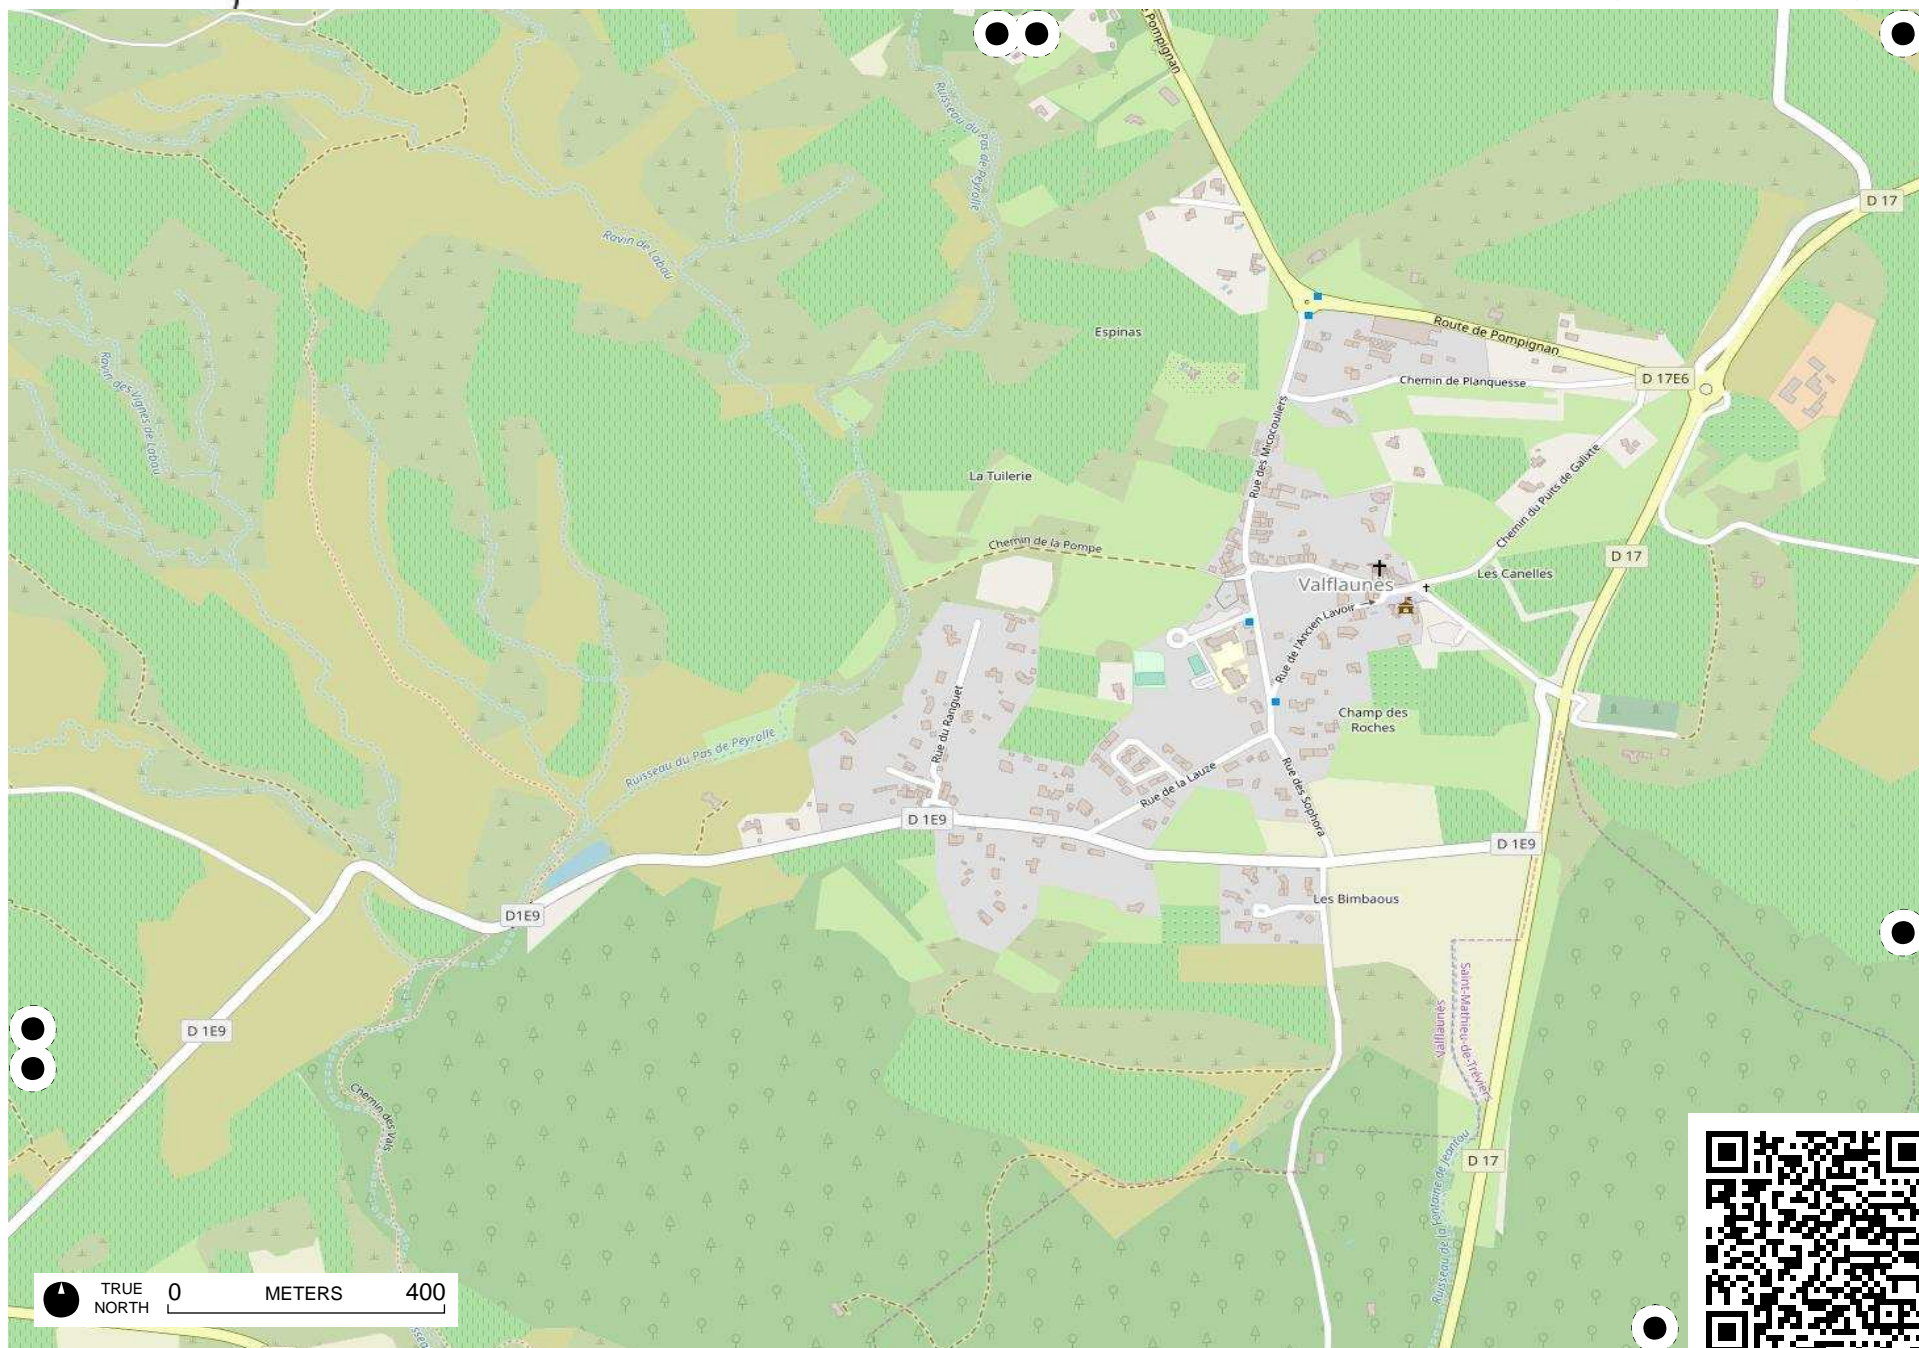 Pompignan
D 17
Ruisseau du Pas de Peyrolle
Ravin de Labau
Espinas
Route de Pompignan
Ravin des Vignes de Labau
Chemin de Planquesse
D 17E6
Rue des Micocouliers
La Tuilerie
Chemin du Puits de Galixte
Chemin de la Pompe
D 17
Les Canelles
Valflaunès
Rue de l'Ancien Lavoir
Rue du Ranguet
Champ des
Roches
Ruisseau du Pas de Peyrolle
Rue de la Lauze
Rue des Sophora
D 1E9
D 1E9
Les Bimbaous
D1E9
Valflaunès
Saint-Mathieu-de-Tréviers
D 1E9
Chemin des Vals
D 17
Ruisseau de la Fontaine de Jeantou
TRUE
NORTH
0 METERS 400